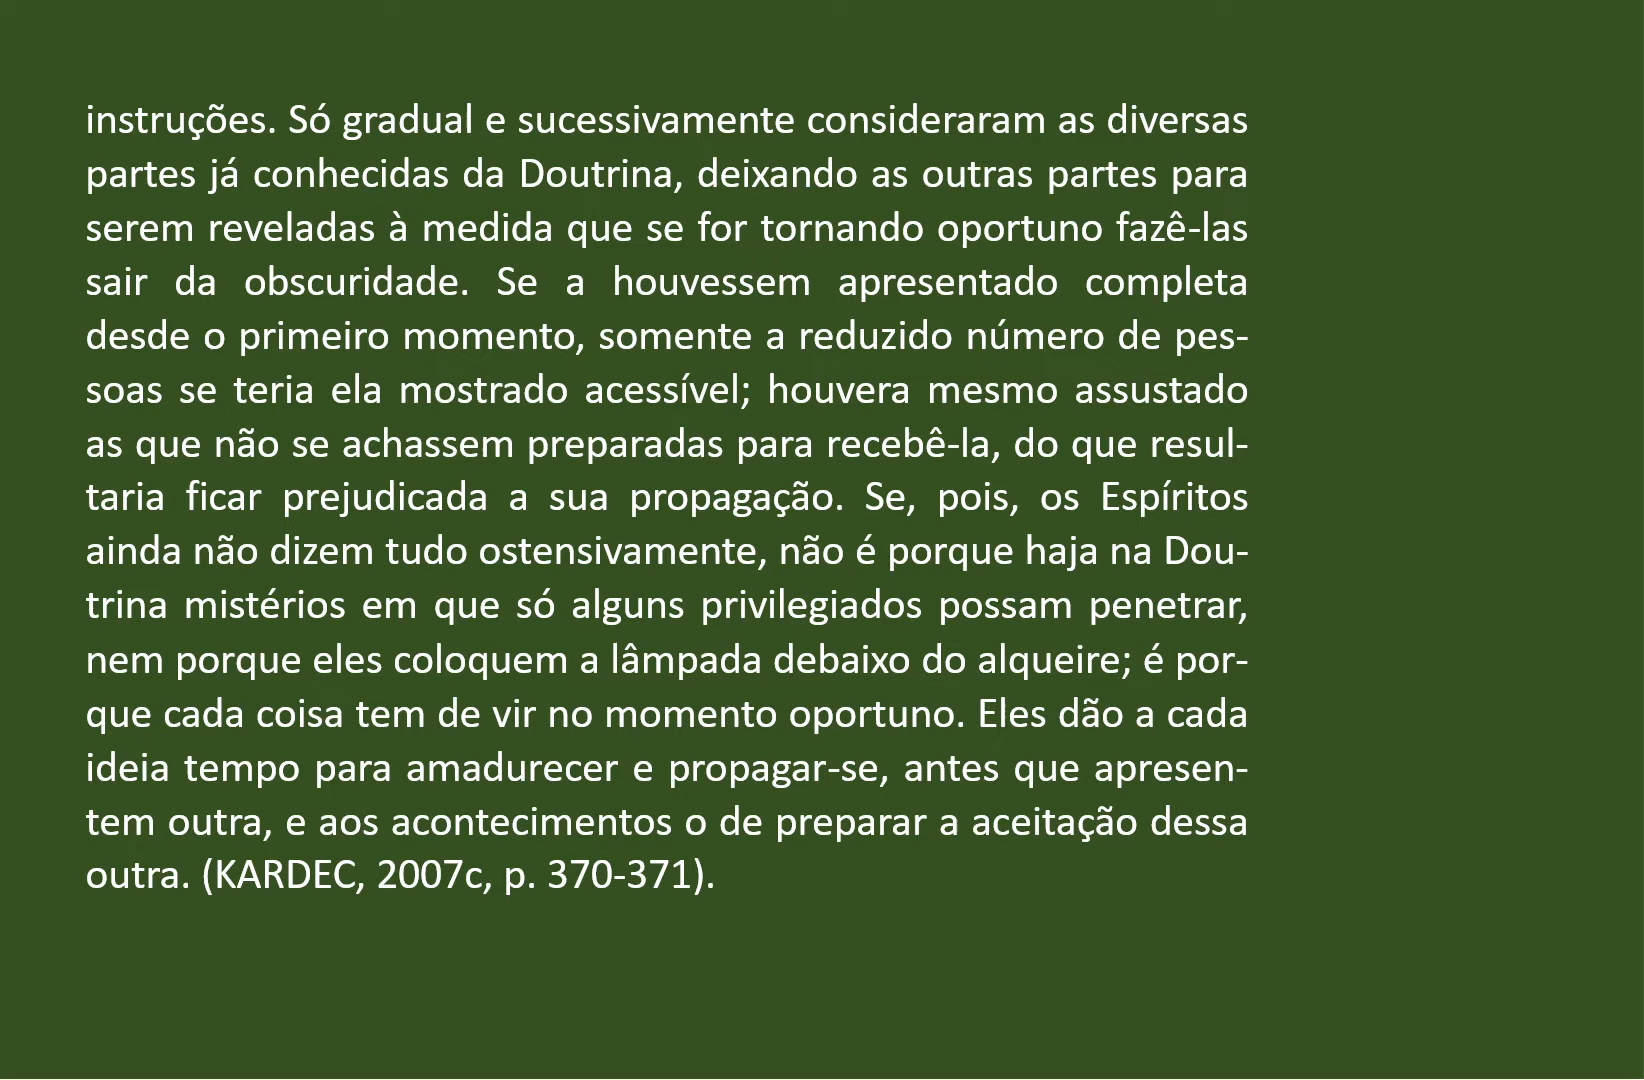 instruções. Só gradual e sucessivamente consideraram as diversas
partes já conhecidas da Doutrina, deixando as outras partes para
serem reveladas à medida que se for tornando oportuno fazê-las
sair da obscuridade. Se a houvessem apresentado completa
desde o primeiro momento, somente a reduzido número de pes-
soas se teria ela mostrado acessível; houvera mesmo assustado
as que não se achassem preparadas para recebê-la, do que resul-
taria ficar prejudicada a sua propagação. Se, pois, os Espíritos
ainda não dizem tudo ostensivamente, não é porque haja na Dou-
trina mistérios em que só alguns privilegiados possam penetrar,
nem porque eles coloquem a lâmpada debaixo do alqueire; é por-
que cada coisa tem de vir no momento oportuno. Eles dão a cada
ideia tempo para amadurecer e propagar-se, antes que apresen-
tem outra, e aos acontecimentos o de preparar a aceitação dessa
outra. (KARDEC, 2007c, p. 370-371).